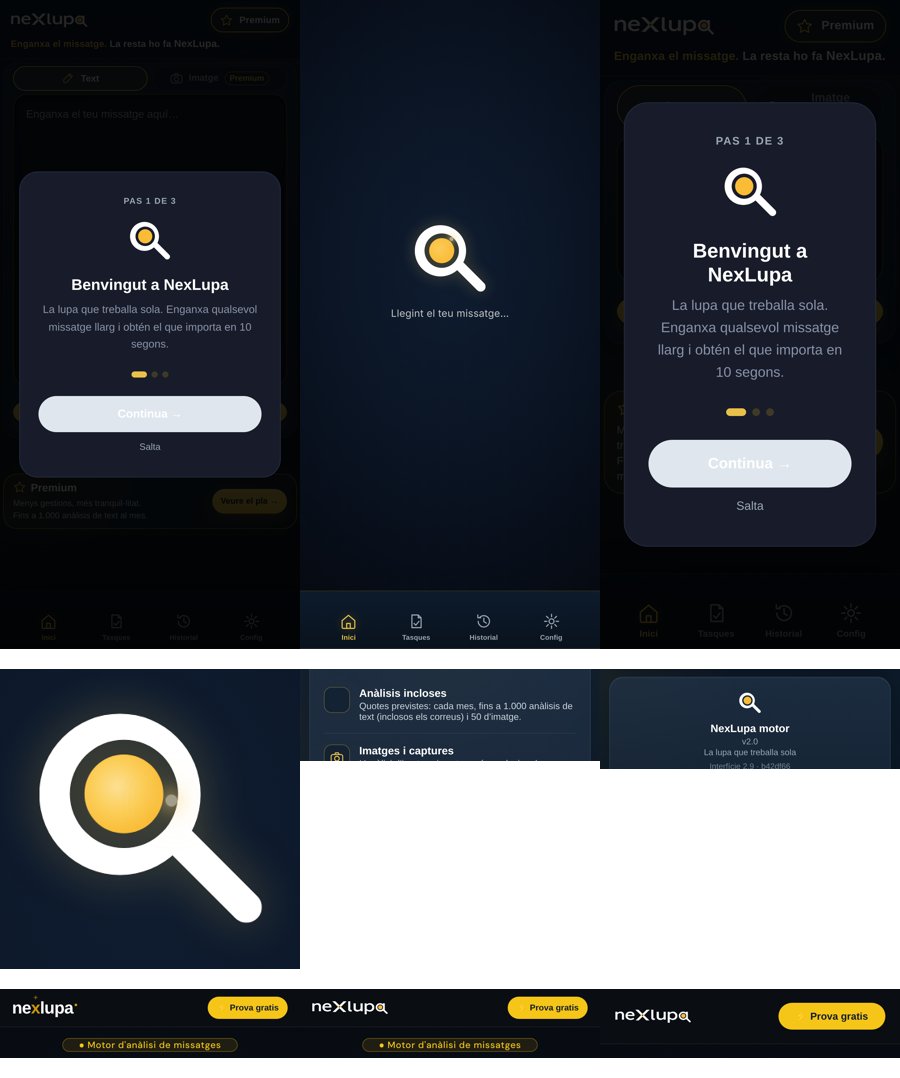 nexlupa
Premium
Enganxa el missatge. La resta ho fa NexLupa.
Text
Imatge
Premium
Enganxa el teu missatge aquí...
PAS 1 DE 3
Benvingut a NexLupa
La lupa que treballa sola. Enganxa qualsevol
missatge llarg i obtén el que importa en 10
segons.
Continua →
Salta
Premium
Menys gestions, més tranquil·litat.
Fins a 1.000 anàlisis de text al mes.
Veure el pla →
Inici
Tasques
Historial
Config
Llegint el teu missatge...
Inici
Tasques
Historial
Config
nexlupa
Premium
Enganxa el missatge. La resta ho fa NexLupa.
Imatge
PAS 1 DE 3
Benvingut a
NexLupa
La lupa que treballa sola.
Enganxa qualsevol missatge
llarg i obtén el que importa en
10 segons.
Continua →
Salta
Inici
Tasques
Historial
Config
Anàlisis incloses
Quotes previstes: cada mes, fins a 1.000 anàlisis de
text (inclosos els correus) i 50 d'imatge.
Imatges i captures
NexLupa motor
v2.0
La lupa que treballa sola
Interfície 2.9 - b42df66
nexlupa
Prova gratis
● Motor d'anàlisi de missatges
nexlupa
Prova gratis
● Motor d'anàlisi de missatges
nexlupa
Prova gratis